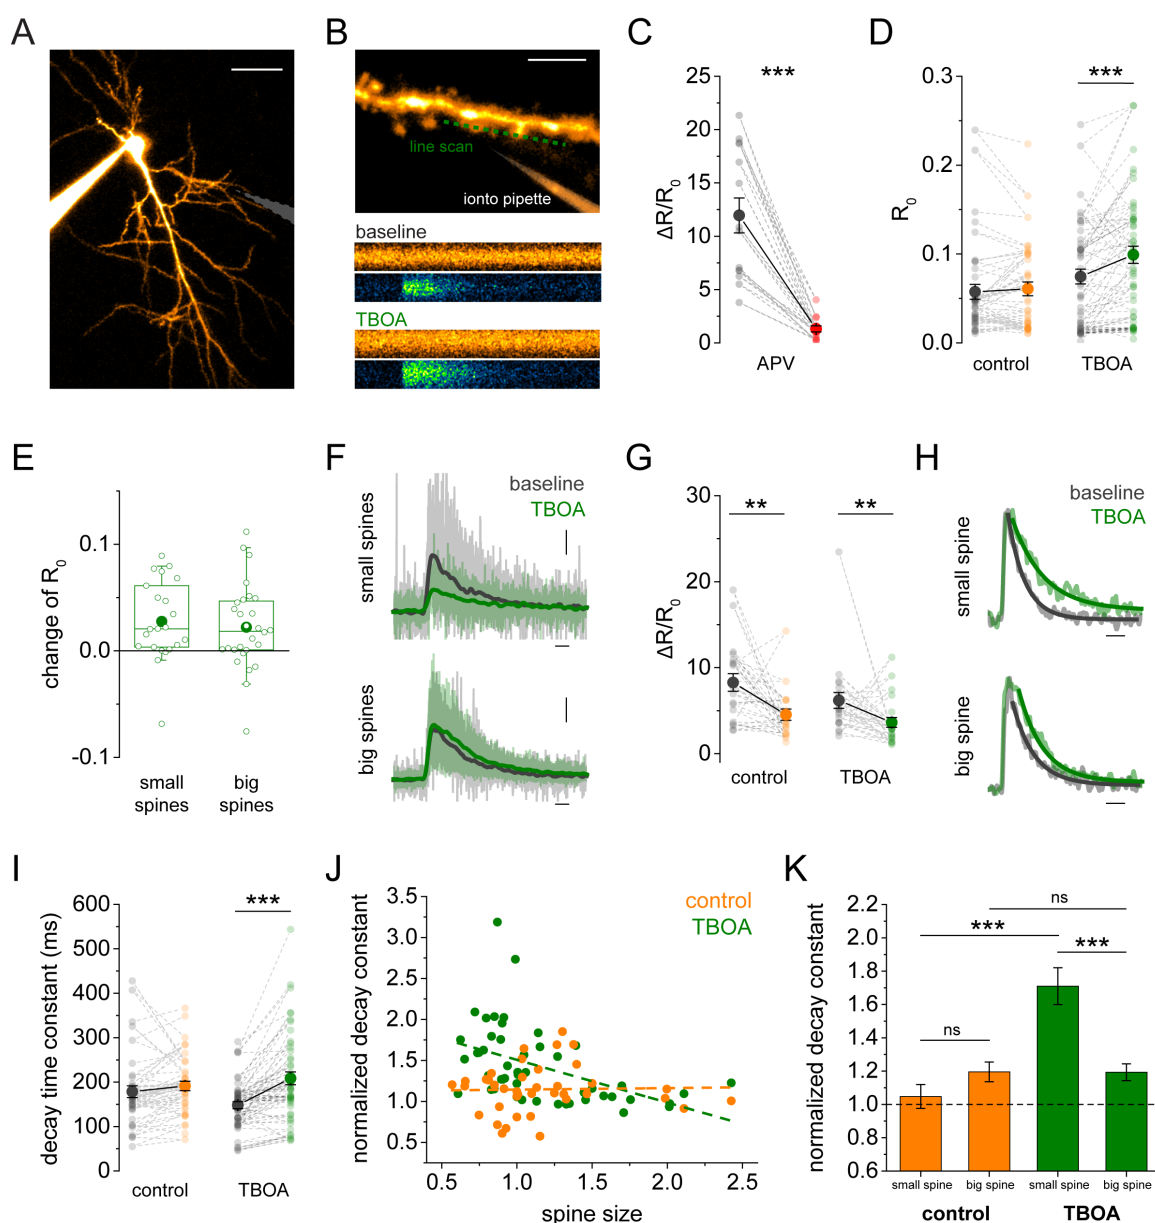 A
B
line scan
ionto pipette
baseline
TBOA
C
***
ΔR/R0
25
20
15
10
5
0
APV
D
***
R0
0.3
0.2
0.1
0.0
control TBOA
E
change of R0
0.1
0.0
-0.1
small spines
big spines
F
baseline
TBOA
small spines
big spines
G
** **
ΔR/R0
30
20
10
0
control TBOA
H
baseline
TBOA
small spine
big spine
I
***
decay time constant (ms)
600
500
400
300
200
100
0
control TBOA
J
control
TBOA
normalized decay constant
3.5
3.0
2.5
2.0
1.5
1.0
0.5
0.5 1.0 1.5 2.0 2.5
spine size
K
normalized decay constant
2.2
2.0
1.8
1.6
1.4
1.2
1.0
0.8
0.6
ns
***
***
ns
small spine big spine small spine big spine
control TBOA